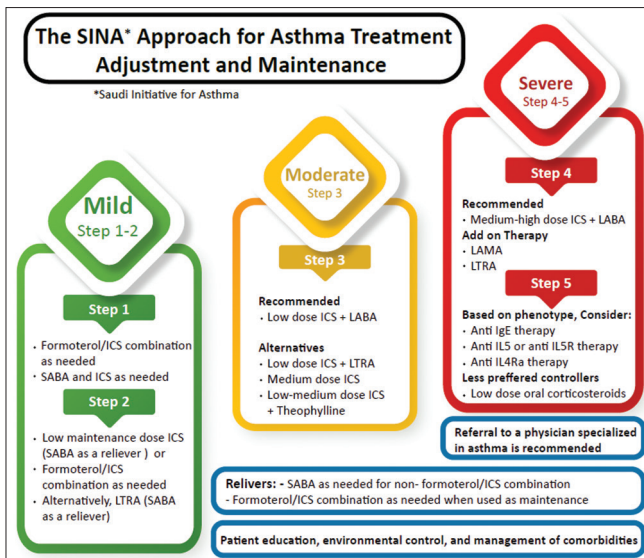 The SINA* Approach for Asthma Treatment
Adjustment and Maintenance
*Saudi Initiative for Asthma
Mild
Step 1-2
Step 1
· Formoterol/ICS combination
as needed
· SABA and ICS as needed
Step 2
· Low maintenance dose ICS
(SABA as a reliever ) or
· Formoterol/ICS
combination as needed
· Alternatively, LTRA (SABA
as a reliever)
Moderate
Step 3
Step 3
Recommended
· Low dose ICS + LABA
Alternatives
· Low dose ICS + LTRA
· Medium dose ICS
· Low-medium dose ICS
+ Theophylline
Severe
Step 4-5
Step 4
Recommended
· Medium-high dose ICS + LABA
Add on Therapy
· LAMA
· LTRA
Step 5
Based on phenotype, Consider:
· Anti IgE therapy
· Anti IL5 or anti IL5R therapy
· Anti IL4Ra therapy
Less preffered controllers
· Low dose oral corticosteroids
Referral to a physician specialized
in asthma is recommended
Relivers: - SABA as needed for non- formoterol/ICS combination
- Formoterol/ICS combination as needed when used as maintenance
Patient education, environmental control, and management of comorbidities